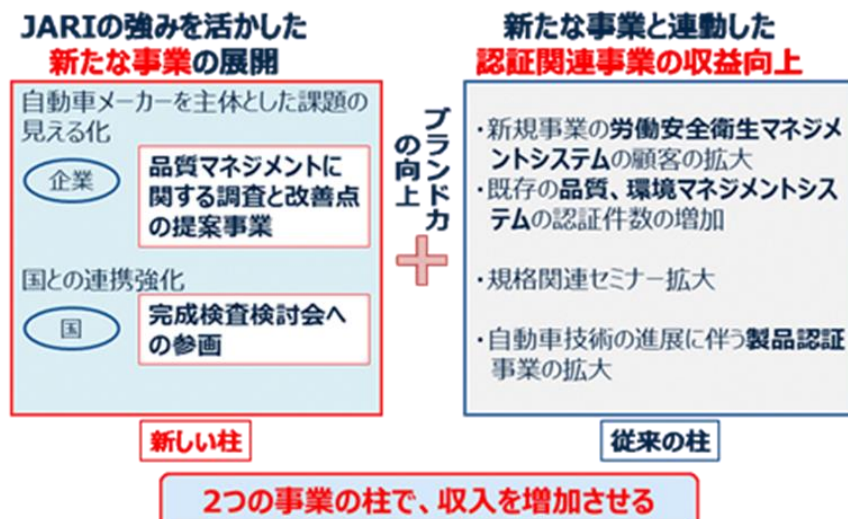 JARIの強みを活かした
新たな事業の展開
自動車メーカーを主体とした課題の
見える化
企業
品質マネジメントに
関する調査と改善点
の提案事業
国との連携強化
国
完成検査検討会へ
の参画
新しい柱
ブランド力
の向上
新たな事業と連動した
認証関連事業の収益向上
・新規事業の労働安全衛生マネジメ
ントシステムの顧客の拡大
・既存の品質、環境マネジメントシス
テムの認証件数の増加
・規格関連セミナー拡大
・自動車技術の進展に伴う製品認証
事業の拡大
従来の柱
2つの事業の柱で、収入を増加させる